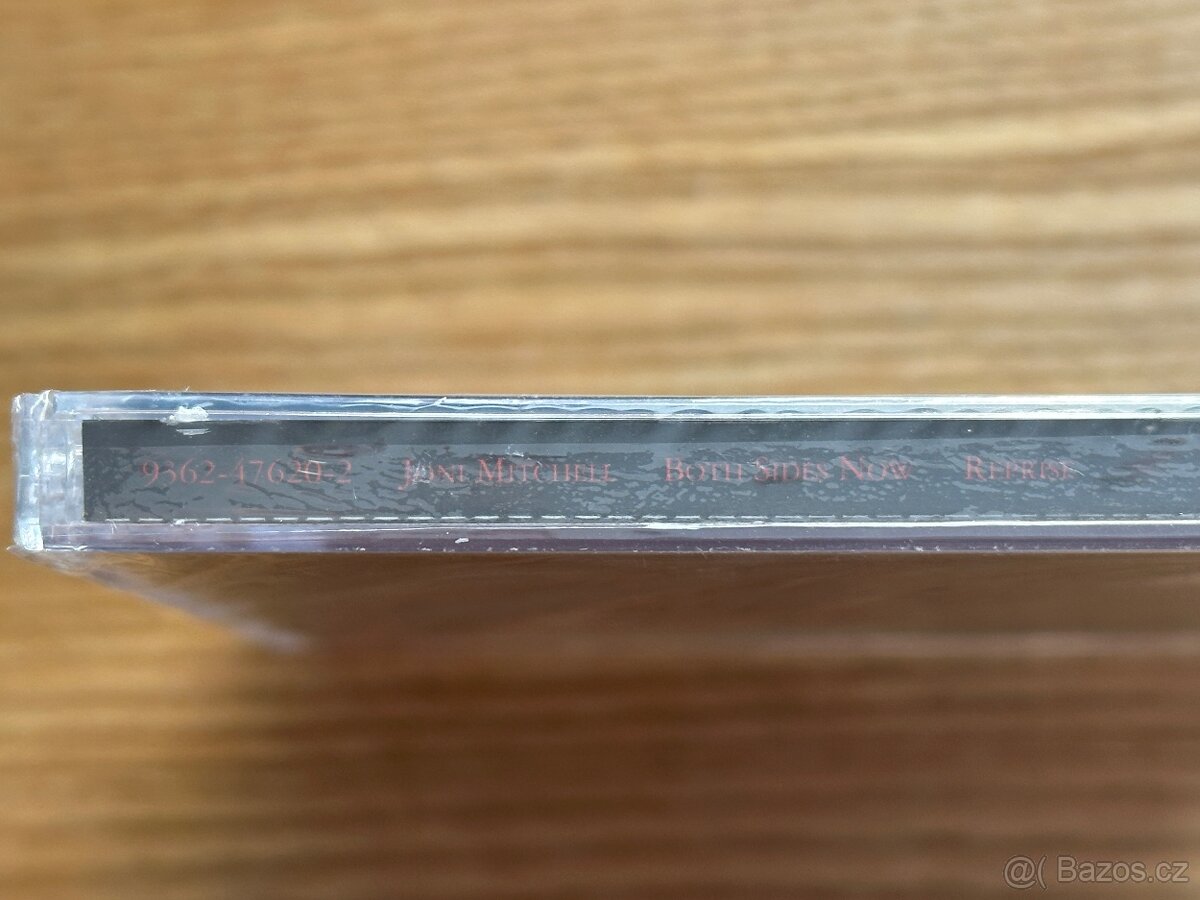 9362-47620-2 Joni Mitchell Both Sides Now Reprise
@( Bazos.cz